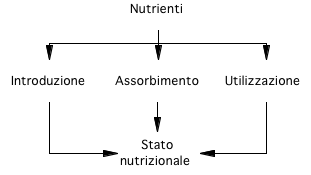 Nutrienti
Introduzione Assorbimento Utilizzazione
Stato
nutrizionale